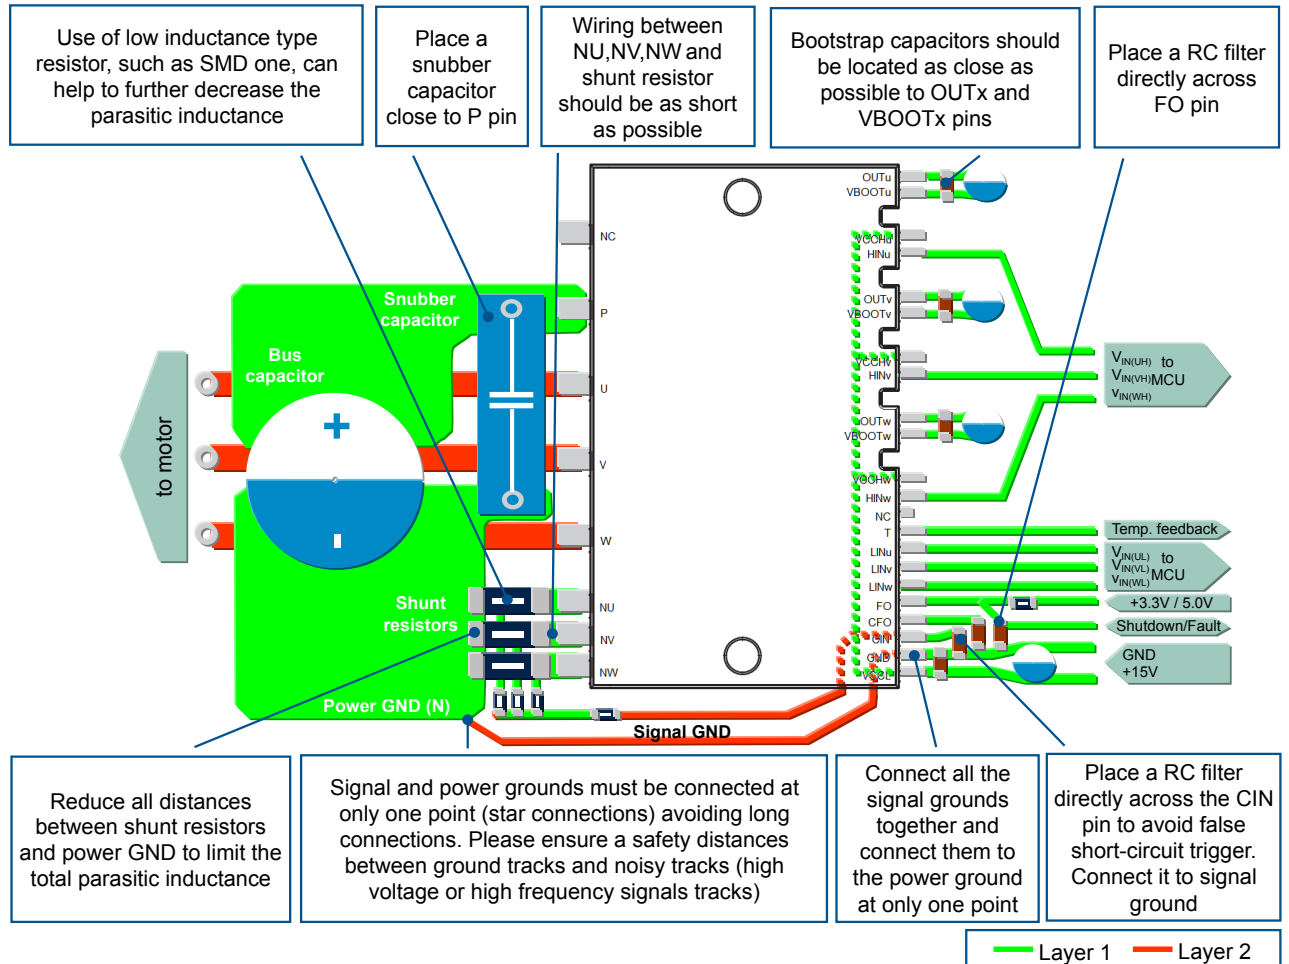 Use of low inductance type
resistor, such as SMD one, can
help to further decrease the
parasitic inductance
Place a
snubber
capacitor
close to P pin
Wiring between
NU,NV,NW and
shunt resistor
should be as short
as possible
Bootstrap capacitors should
be located as close as
possible to OUTx and
VBOOTx pins
Place a RC filter
directly across
FO pin
NC
P
U
V
W
NU
NV
NW
OUTu
VBOOTu
VCCHu
HINu
OUTv
VBOOTv
VCCHv
HINv
OUTw
VBOOTw
VCCHw
HINw
NC
T
LINu
LINv
LINw
FO
CFO
CIN
GND
VCCL
Snubber
capacitor
Bus
capacitor
+
-
to motor
Shunt
resistors
Power GND (N)
Signal GND
VIN(UH) to
VIN(VH) MCU
vIN(WH)
Temp. feedback
VIN(UL) to
VIN(VL) MCU
vIN(WL)
+3.3V / 5.0V
Shutdown/Fault
GND
+15V
Reduce all distances
between shunt resistors
and power GND to limit the
total parasitic inductance
Signal and power grounds must be connected at
only one point (star connections) avoiding long
connections. Please ensure a safety distances
between ground tracks and noisy tracks (high
voltage or high frequency signals tracks)
Connect all the
signal grounds
together and
connect them to
the power ground
at only one point
Place a RC filter
directly across the CIN
pin to avoid false
short-circuit trigger.
Connect it to signal
ground
Layer 1 Layer 2